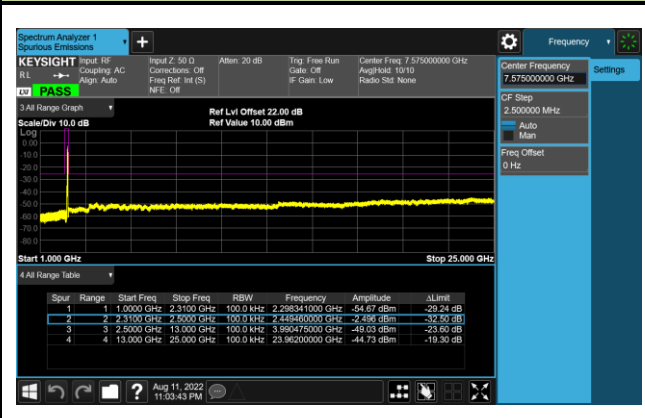 Spectrum Analyzer 1
Spurious Emissions
Frequency
KEYSIGHT Input: RF Input Z: 50 Ω Atten: 20 dB Trig: Free Run Center Freq: 7.575000000 GHz
RL Coupling: AC Corrections: Off Gate: Off Avg|Hold: 10/10
Align: Auto Freq Ref: Int (S) IF Gain: Low Radio Std: None
LXI PASS NFE: Off
Center Frequency
7.575000000 GHz
Settings
CF Step
2.500000 MHz
Auto
Man
Freq Offset
0 Hz
3 All Range Graph
Ref Lvl Offset 22.00 dB
Scale/Div 10.0 dB Ref Value 10.00 dBm
Log
0.00
-10.0
-20.0
-30.0
-40.0
-50.0
-60.0
-70.0
-80.0
Start 1.000 GHz Stop 25.000 GHz
4 All Range Table
Spur Range Start Freq Stop Freq RBW Frequency Amplitude ΔLimit
1 1 1.0000 GHz 2.3100 GHz 100.0 kHz 2.298341000 GHz -54.67 dBm -29.24 dB
2 2 2.3100 GHz 2.5000 GHz 100.0 kHz 2.449460000 GHz -2.496 dBm -32.50 dB
3 3 2.5000 GHz 13.000 GHz 100.0 kHz 3.990475000 GHz -49.03 dBm -23.60 dB
4 4 13.000 GHz 25.000 GHz 100.0 kHz 23.96200000 GHz -44.73 dBm -19.30 dB
?
Aug 11, 2022
11:03:43 PM